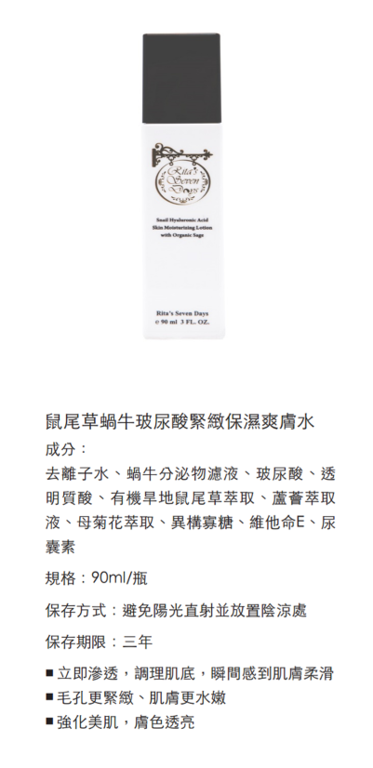 Rita's
Seven
Days
Snail Hyaluronic Acid
Skin Moisturizing Lotion
with Organic Sage
Rita's Seven Days
e 90 ml 3 FL. OZ.
鼠尾草蝸牛玻尿酸緊緻保濕爽膚水
成分：
去離子水、蝸牛分泌物濾液、玻尿酸、透
明質酸、有機旱地鼠尾草萃取、蘆薈萃取
液、母菊花萃取、異構寡糖、維他命E、尿
囊素
規格：90ml/瓶
保存方式：避免陽光直射並放置陰涼處
保存期限：三年
■立即滲透，調理肌底，瞬間感到肌膚柔滑
■毛孔更緊緻、肌膚更水嫩
■強化美肌，膚色透亮